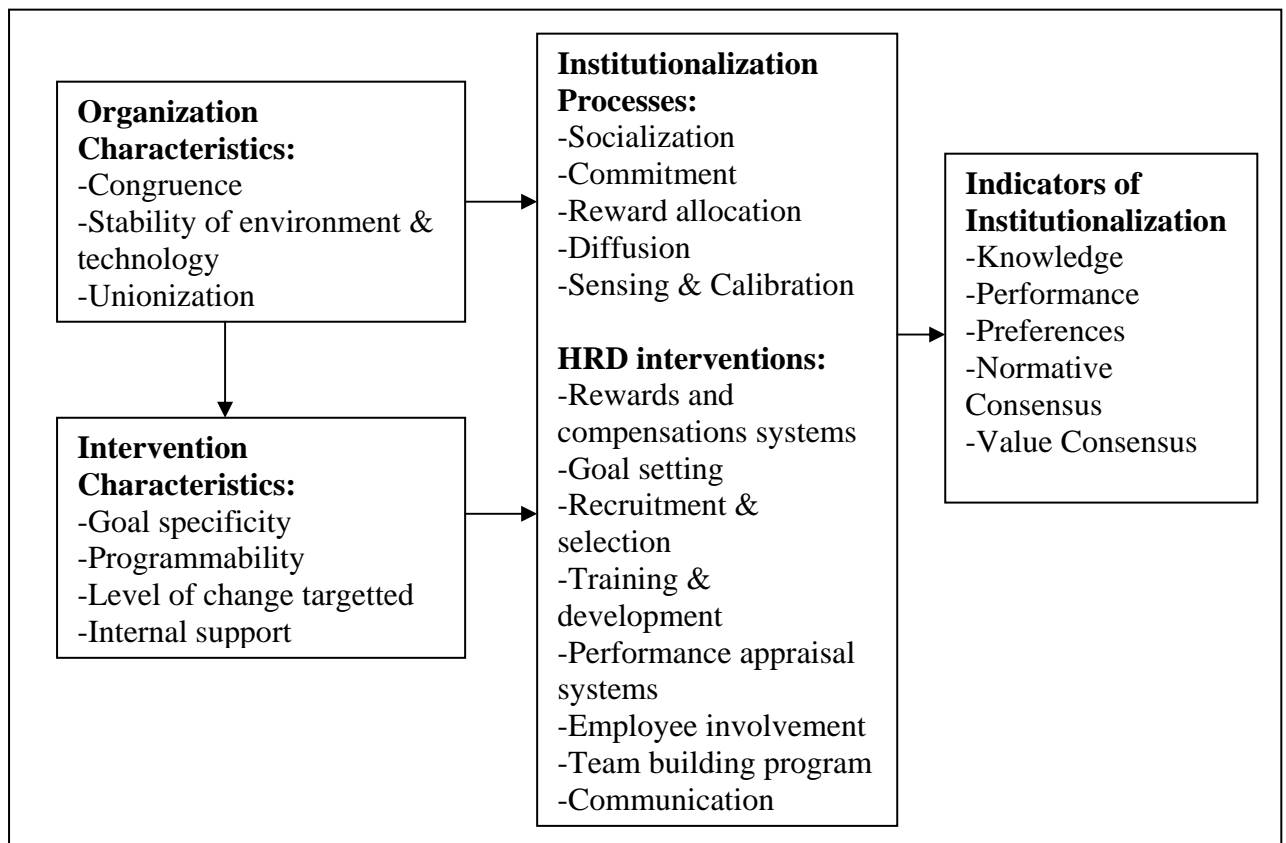 Organization
Characteristics:
-Congruence
-Stability of environment &
technology
-Unionization
Intervention
Characteristics:
-Goal specificity
-Programmability
-Level of change targetted
-Internal support
Institutionalization
Processes:
-Socialization
-Commitment
-Reward allocation
-Diffusion
-Sensing & Calibration
HRD interventions:
-Rewards and
compensations systems
-Goal setting
-Recruitment &
selection
-Training &
development
-Performance appraisal
systems
-Employee involvement
-Team building program
-Communication
Indicators of
Institutionalization
-Knowledge
-Performance
-Preferences
-Normative
Consensus
-Value Consensus